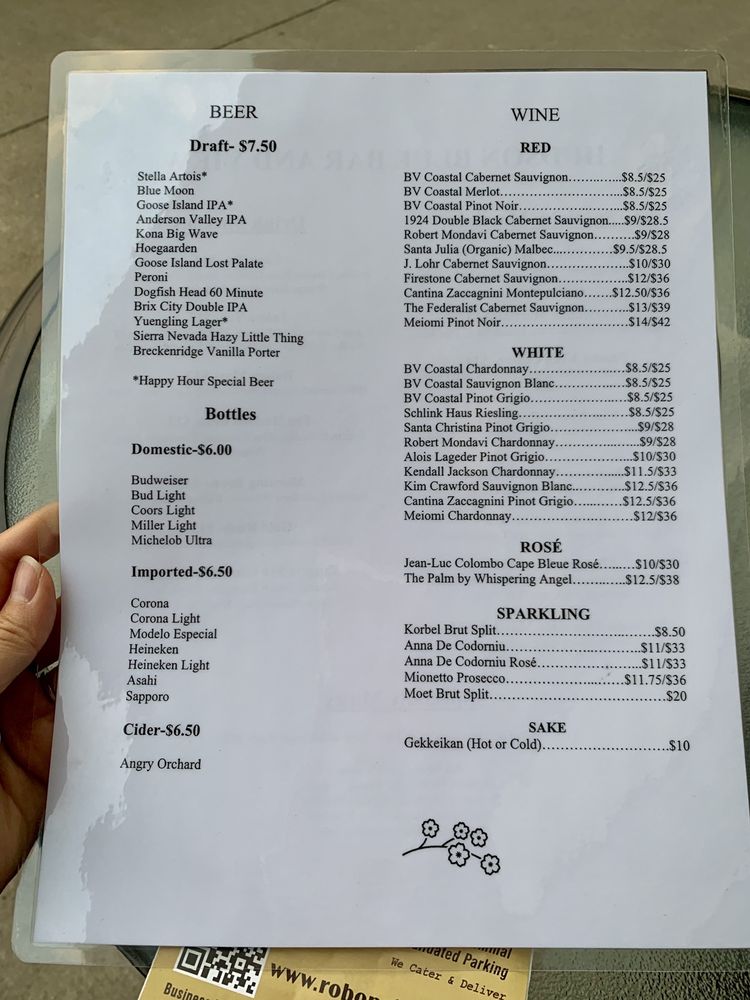 BEER
Draft- $7.50
Stella Artois*
Blue Moon
Goose Island IPA*
Anderson Valley IPA
Kona Big Wave
Hoegaarden
Goose Island Lost Palate
Peroni
Dogfish Head 60 Minute
Brix City Double IPA
Yuengling Lager*
Sierra Nevada Hazy Little Thing
Breckenridge Vanilla Porter
*Happy Hour Special Beer
Bottles
Domestic-$6.00
Budweiser
Bud Light
Coors Light
Miller Light
Michelob Ultra
Imported-$6.50
Corona
Corona Light
Modelo Especial
Heineken
Heineken Light
Asahi
Sapporo
Cider-$6.50
Angry Orchard
WINE
RED
BV Coastal Cabernet Sauvignon............$8.5/$25
BV Coastal Merlot...........................$8.5/$25
BV Coastal Pinot Noir.......................$8.5/$25
1924 Double Black Cabernet Sauvignon.....$9/$28.5
Robert Mondavi Cabernet Sauvignon.........$9/$28
Santa Julia (Organic) Malbec..............$9.5/$28.5
J. Lohr Cabernet Sauvignon...................$10/$30
Firestone Cabernet Sauvignon................$12/$36
Cantina Zaccagnini Montepulciano.......$12.50/$36
The Federalist Cabernet Sauvignon..........$13/$39
Meiomi Pinot Noir............................$14/$42
WHITE
BV Coastal Chardonnay......................$8.5/$25
BV Coastal Sauvignon Blanc................$8.5/$25
BV Coastal Pinot Grigio.....................$8.5/$25
Schlink Haus Riesling........................$8.5/$25
Santa Christina Pinot Grigio...................$9/$28
Robert Mondavi Chardonnay..................$9/$28
Alois Lageder Pinot Grigio...................$10/$30
Kendall Jackson Chardonnay...............$11.5/$33
Kim Crawford Sauvignon Blanc...........$12.5/$36
Cantina Zaccagnini Pinot Grigio...........$12.5/$36
Meiomi Chardonnay...........................$12/$36
ROSÉ
Jean-Luc Colombo Cape Bleue Rosé........$10/$30
The Palm by Whispering Angel............$12.5/$38
SPARKLING
Korbel Brut Split...................................$8.50
Anna De Codorniu..............................$11/$33
Anna De Codorniu Rosé.......................$11/$33
Mionetto Prosecco..........................$11.75/$36
Moet Brut Split.......................................$20
SAKE
Gekkeikan (Hot or Cold)..........................$10
Parking
We Cater & Deliver
Business